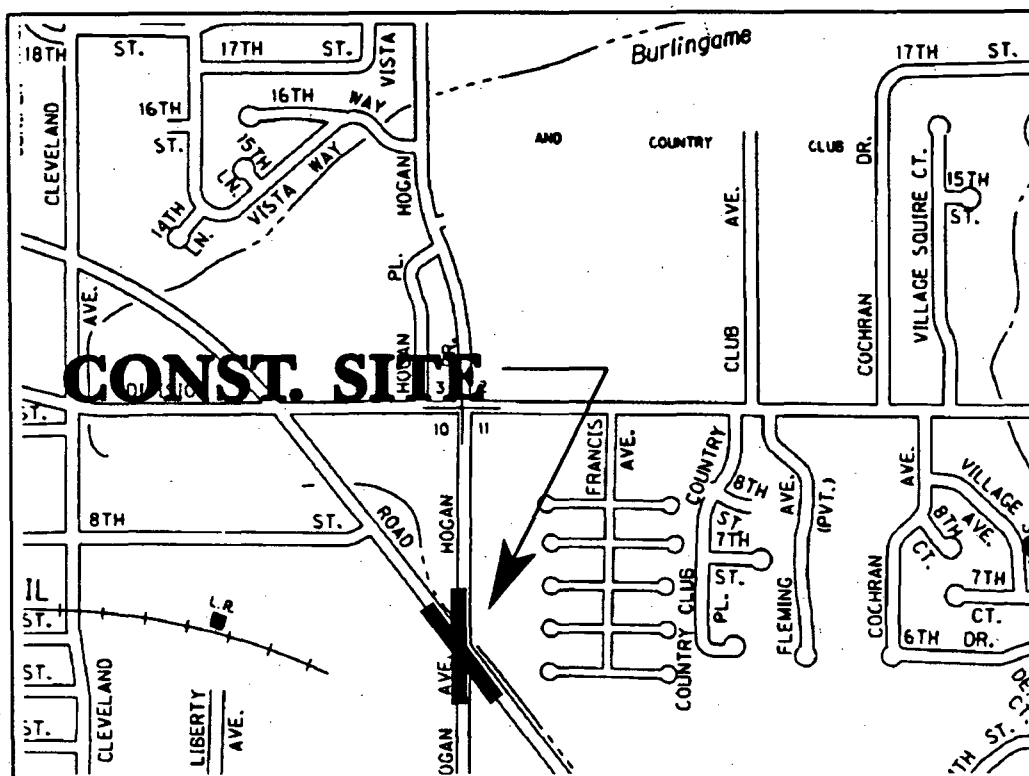 18TH
ST.
17TH
ST.
VISTA
Burlingame
17TH
ST.
CLEVELAND
AVE.
16TH
ST.
16TH
WAY
15TH
LN.
VISTA WAY
14TH
LN.
HOGAN
AND
COUNTRY
CLUB
DR.
AVE.
VILLAGE SQUIRE CT.
15TH
ST.
HOGAN
PL.
DR.
CLUB
COCHRAN
CONST. SITE
3
2
ST.
10
11
FRANCIS
AVE.
COUNTRY
8TH
ST.
AVE.
(PVT.)
AVE.
VILLAGE
AVE.
8TH
CT.
8TH
ST.
ROAD
HOGAN
7TH
ST.
PL.
COUNTRY CLUB
FLEMING
COCHRAN
7TH
CT.
6TH
DR.
IL
ST.
L.R.
ST.
ST.
CLEVELAND
LIBERTY
AVE.
AVE.
HOGAN
CT.
TH ST.